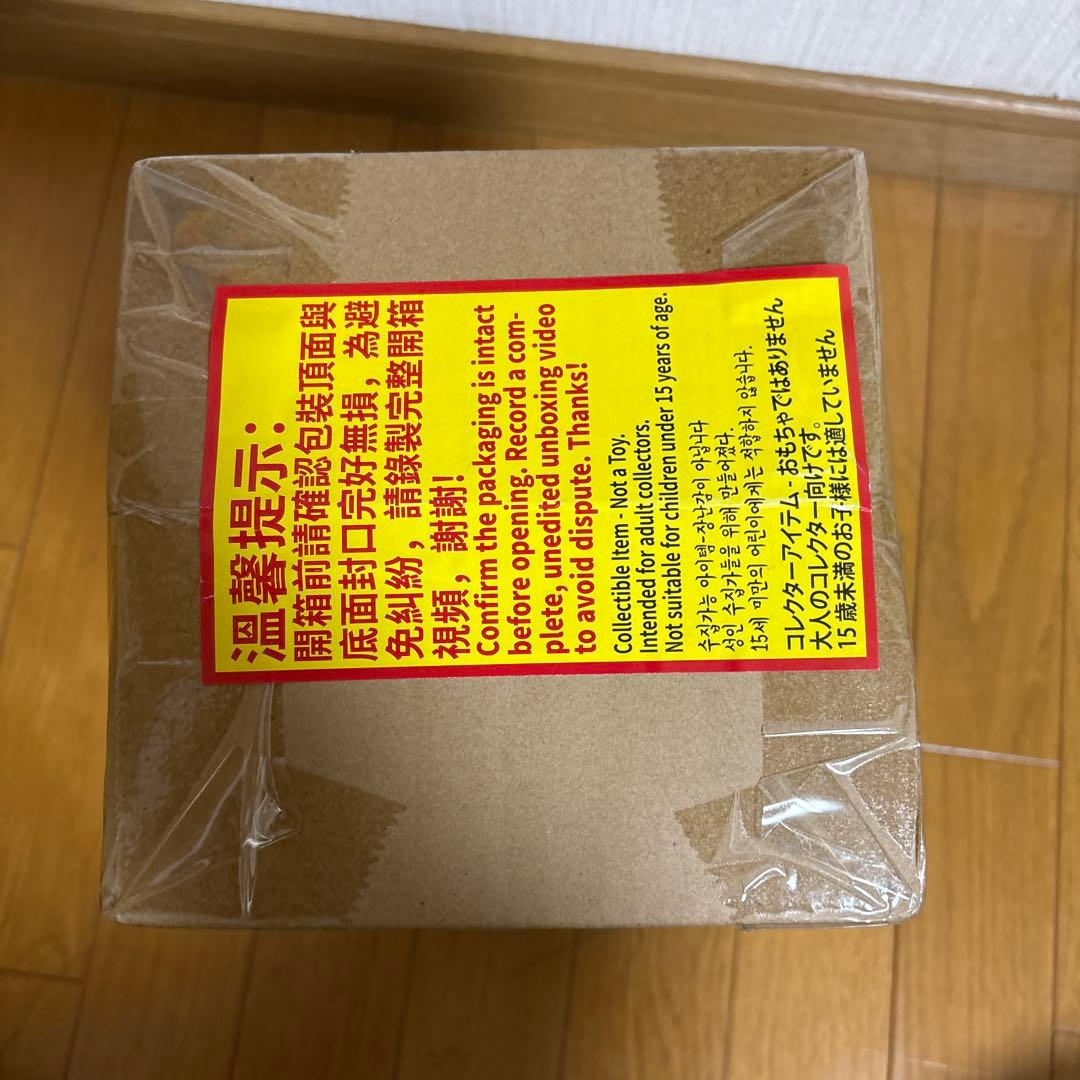 溫馨提示：
開箱前請確認包裝頂面與
底面封口完好無損，為避
免糾紛，請錄製完整開箱
視頻，謝謝！
Confirm the packaging is intact
before opening. Record a com-
plete, unedited unboxing video
to avoid dispute. Thanks!
Collectible Item - Not a Toy.
Intended for adult collectors.
Not suitable for children under 15 years of age.
수집가능 아이템-장난감이 아닙니다
성인 수집가들을 위해 만들어졌다.
15세 미만의 어린이에게는 적합하지 않습니다.
コレクターアイテム - おもちゃではありません
大人のコレクター向けです。
15 歳未満のお子様には適していません